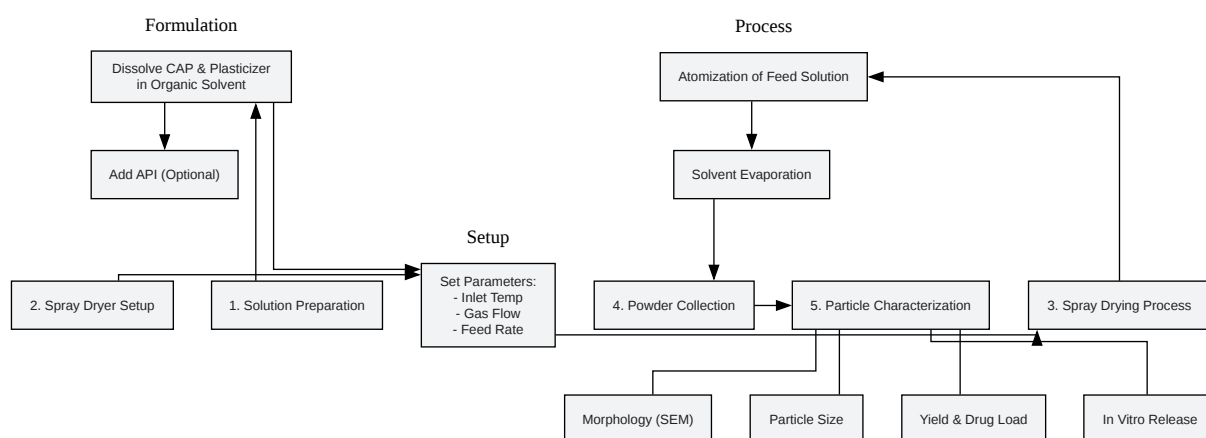 Formulation
Process
Dissolve CAP & Plasticizer
in Organic Solvent
Atomization of Feed Solution
Add API (Optional)
Solvent Evaporation
Setup
2. Spray Dryer Setup
1. Solution Preparation
Set Parameters:
- Inlet Temp
- Gas Flow
- Feed Rate
4. Powder Collection
5. Particle Characterization
3. Spray Drying Process
Morphology (SEM)
Particle Size
Yield & Drug Load
In Vitro Release